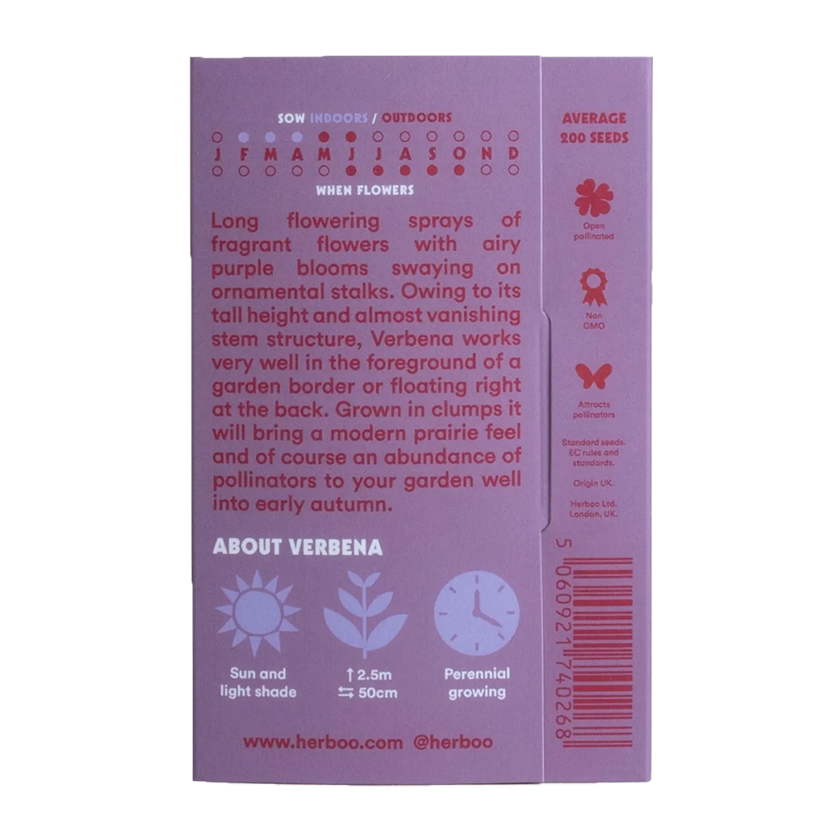 SOW INDOORS / OUTDOORS
J F M A M J J A S O N D
WHEN FLOWERS
Long flowering sprays of
fragrant flowers with airy
purple blooms swaying on
ornamental stalks. Owing to its
tall height and almost vanishing
stem structure, Verbena works
very well in the foreground of a
garden border or floating right
at the back. Grown in clumps it
will bring a modern prairie feel
and of course an abundance of
pollinators to your garden well
into early autumn.
ABOUT VERBENA
Sun and
light shade
↑ 2.5m
⇆ 50cm
Perennial
growing
www.herboo.com @herboo
AVERAGE
200 SEEDS
Open
pollinated
Non
GMO
Attracts
pollinators
Standard seeds.
EC rules and
standards.
Origin UK.
Herboo Ltd.
London, UK.
5 060921 740268